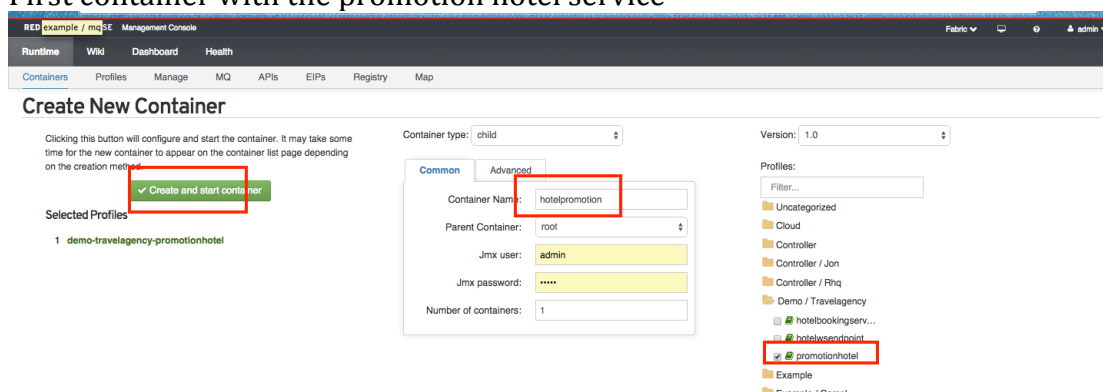 First container with the promotion hotel service
RED example / mq SE Management Console Fabric admin
Runtime Wiki Dashboard Health
Containers Profiles Manage MQ APIs EIPs Registry Map
Create New Container
Clicking this button will configure and start the container. It may take some
time for the new container to appear on the container list page depending
on the creation method.
Create and start container
Selected Profiles
1 demo-travelagency-promotionhotel
Container type: child
Common Advanced
Container Name: hotelpromotion
Parent Container: root
Jmx user: admin
Jmx password: •••••
Number of containers: 1
Version: 1.0
Profiles:
Filter...
Uncategorized
Cloud
Controller
Controller / Jon
Controller / Rhq
Demo / Travelagency
hotelbookingserv...
hotelwsendpoint
promotionhotel
Example
Example / Camel